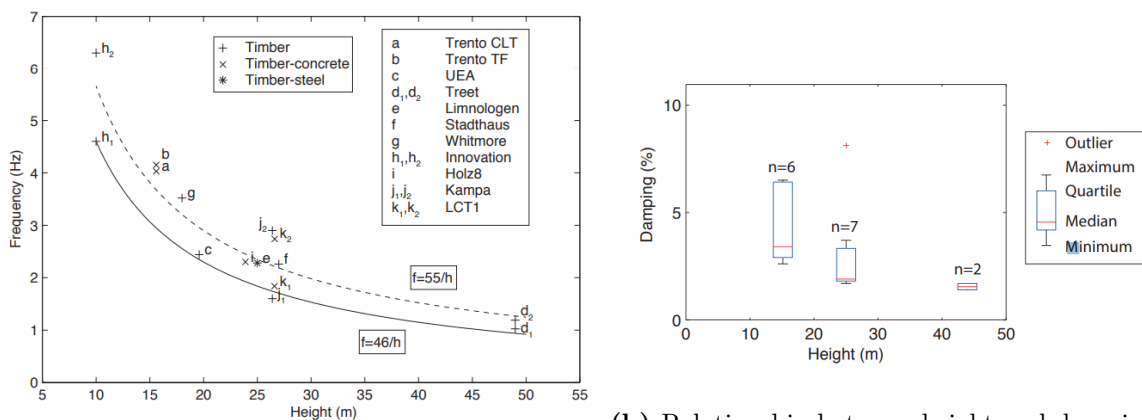 7
6
5
4
3
2
1
0
Frequency (Hz)
5 10 15 20 25 30 35 40 45 50 55
Height (m)
+ Timber
× Timber-concrete
* Timber-steel
a Trento CLT
b Trento TF
c UEA
d1,d2 Treet
e Limnologen
f Stadthaus
g Whitmore
h1,h2 Innovation
i Holz8
j1,j2 Kampa
k1,k2 LCT1
h2
h1
b
a
g
c
j2
k2
i
e
f
k1
j1
d2
d1
f=55/h
f=46/h
10
5
0
Damping (%)
0 10 20 30 40 50
Height (m)
n=6
n=7
n=2
+ Outlier
Maximum
Quartile
Median
Minimum